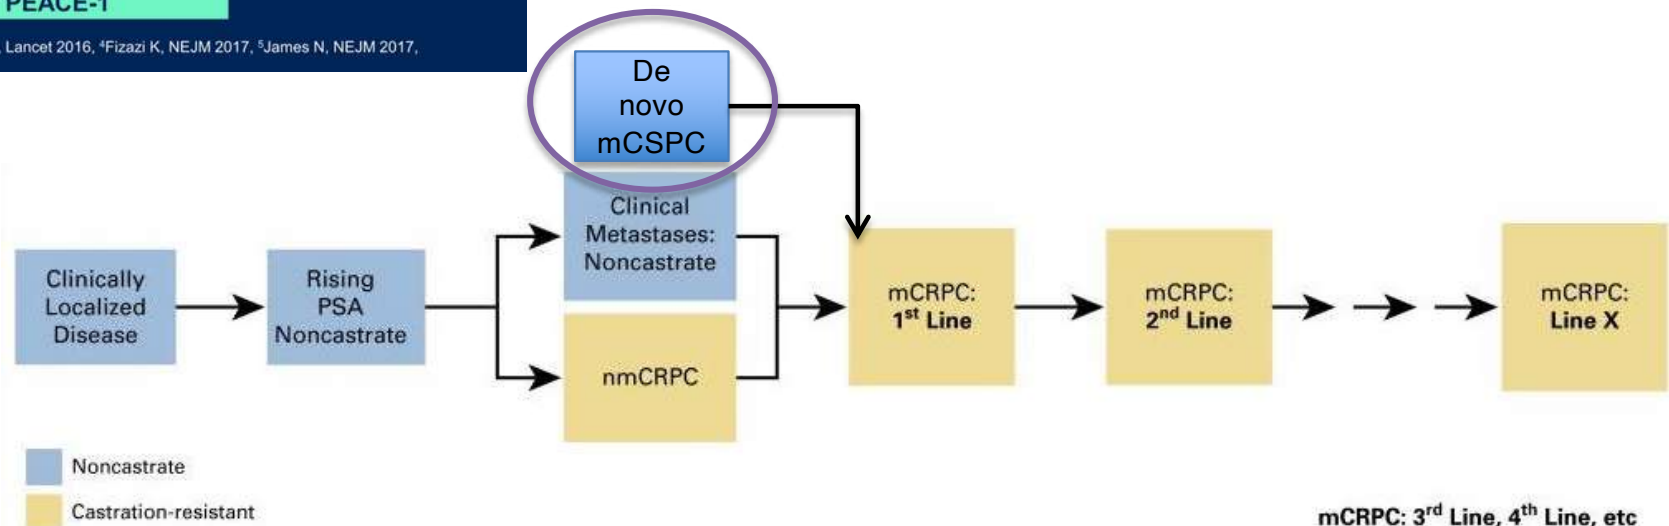 PEACE-1
Lancet 2016, ⁴Fizazi K, NEJM 2017, ⁵James N, NEJM 2017,
De
novo
mCSPC
Clinical
Metastases:
Noncastrate
Clinically
Localized
Disease
Rising
PSA
Noncastrate
nmCRPC
mCRPC:
1st Line
mCRPC:
2nd Line
mCRPC:
Line X
Noncastrate
Castration-resistant
mCRPC: 3rd Line, 4th Line, etc